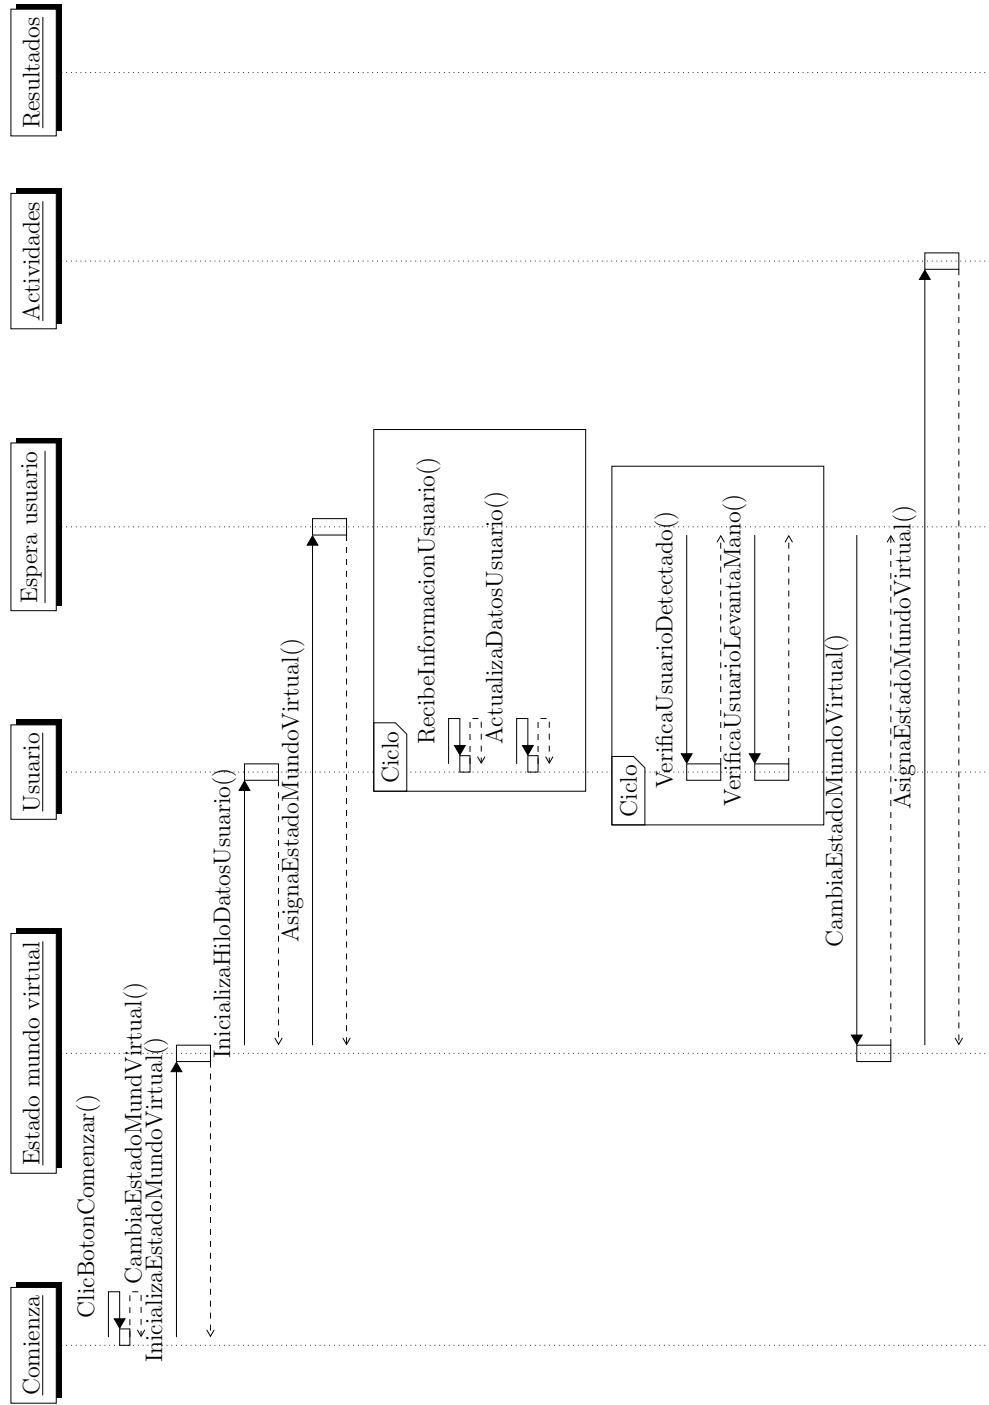 Comienza
Estado mundo virtual
Usuario
Espera usuario
Actividades
Resultados
ClicBotonComenzar()
CambiaEstadoMundVirtual()
InicializaEstadoMundoVirtual()
InicializaHiloDatosUsuario()
AsignaEstadoMundoVirtual()
Ciclo
RecibeInformacionUsuario()
ActualizaDatosUsuario()
Ciclo
VerificaUsuarioDetectado()
VerificaUsuarioLevantaMano()
CambiaEstadoMundoVirtual()
AsignaEstadoMundoVirtual()